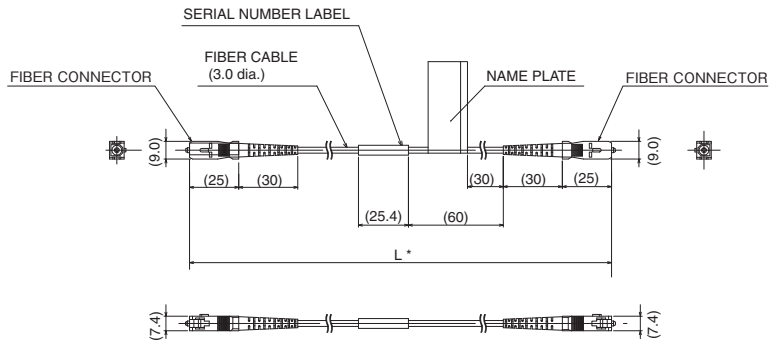 SERIAL NUMBER LABEL
FIBER CABLE
(3.0 dia.)
NAME PLATE
FIBER CONNECTOR
FIBER CONNECTOR
(9.0)
(9.0)
(25)
(30)
(30)
(30)
(25)
(25.4)
(60)
L *
(7.4)
(7.4)